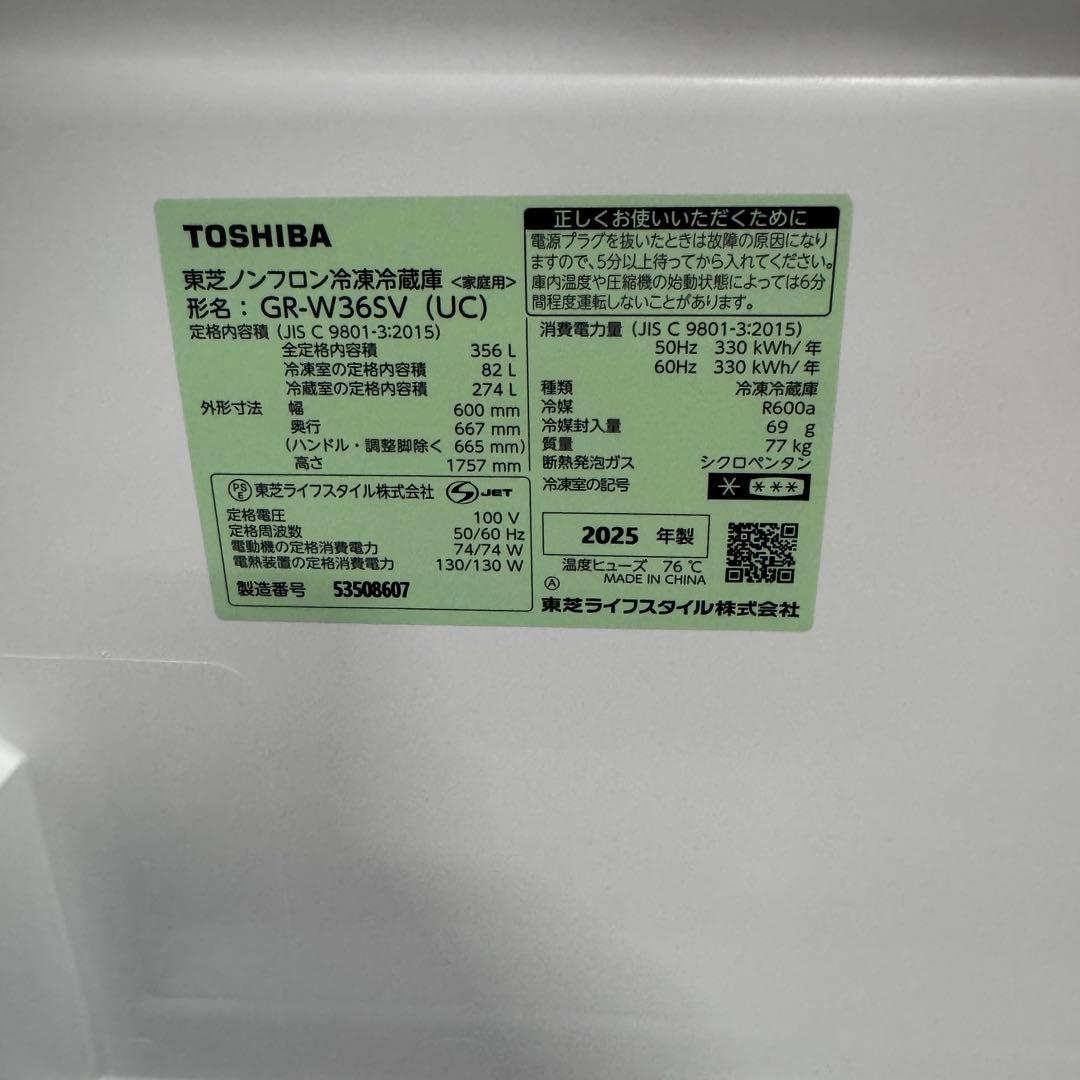 TOSHIBA
東芝ノンフロン冷凍冷蔵庫 <家庭用>
形名： GR-W36SV (UC)
定格内容積 (JIS C 9801-3:2015)
全定格内容積 356 L
冷凍室の定格内容積 82 L
冷蔵室の定格内容積 274 L
外形寸法 幅 600 mm
奥行 667 mm
(ハンドル・調整脚除く 665 mm)
高さ 1757 mm
PS E 東芝ライフスタイル株式会社 S JET
定格電圧 100 V
定格周波数 50/60 Hz
電動機の定格消費電力 74/74 W
電熱装置の定格消費電力 130/130 W
製造番号 53508607
正しくお使いいただくために
電源プラグを抜いたときは故障の原因になり
ますので、5分以上待ってから入れてください。
庫内温度や圧縮機の始動状態によっては6分
間程度運転しないことがあります。
消費電力量 (JIS C 9801-3:2015)
50Hz 330 kWh/年
60Hz 330 kWh/年
種類 冷凍冷蔵庫
冷媒 R600a
冷媒封入量 69 g
質量 77 kg
断熱発泡ガス シクロペンタン
冷凍室の記号 * ***
2025 年製
温度ヒューズ 76 ℃
Ⓐ MADE IN CHINA
東芝ライフスタイル株式会社